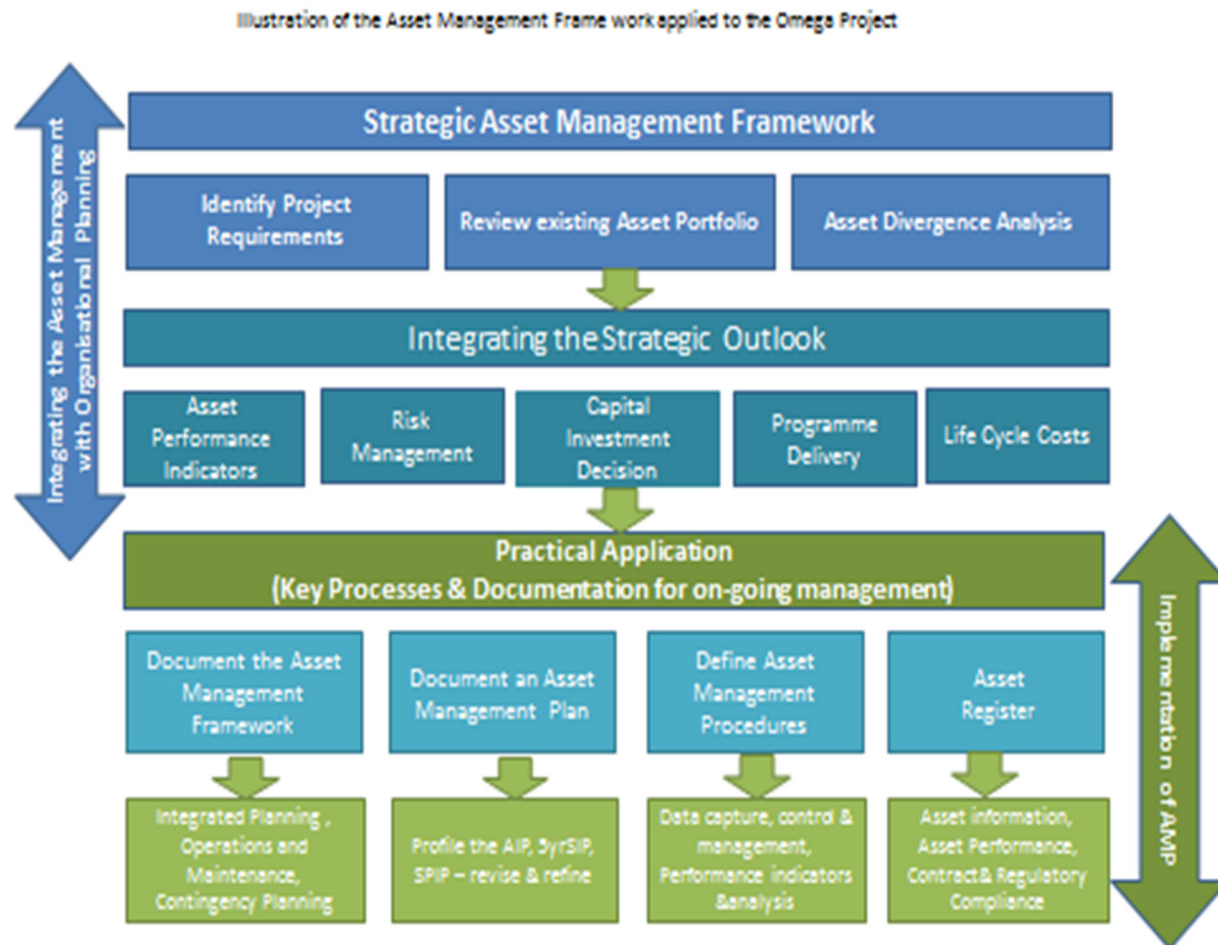 Illustration of the Asset Management Frame work applied to the Omega Project
Integrating the Asset Management
with Organisational Planning
Strategic Asset Management Framework
Identify Project
Requirements
Review existing Asset Portfolio
Asset Divergence Analysis
Integrating the Strategic Outlook
Asset
Performance
Indicators
Risk
Management
Capital
Investment
Decision
Programme
Delivery
Life Cycle Costs
Practical Application
(Key Processes & Documentation for on-going management)
Implementation of AMP
Document the Asset
Management
Framework
Document an Asset
Management Plan
Define Asset
Management
Procedures
Asset
Register
Integrated Planning ,
Operations and
Maintenance,
Contingency Planning
Profile the AIP, 5yrSIP,
SPIP – revise & refine
Data capture, control &
management,
Performance indicators
&analysis
Asset information,
Asset Performance,
Contract& Regulatory
Compliance